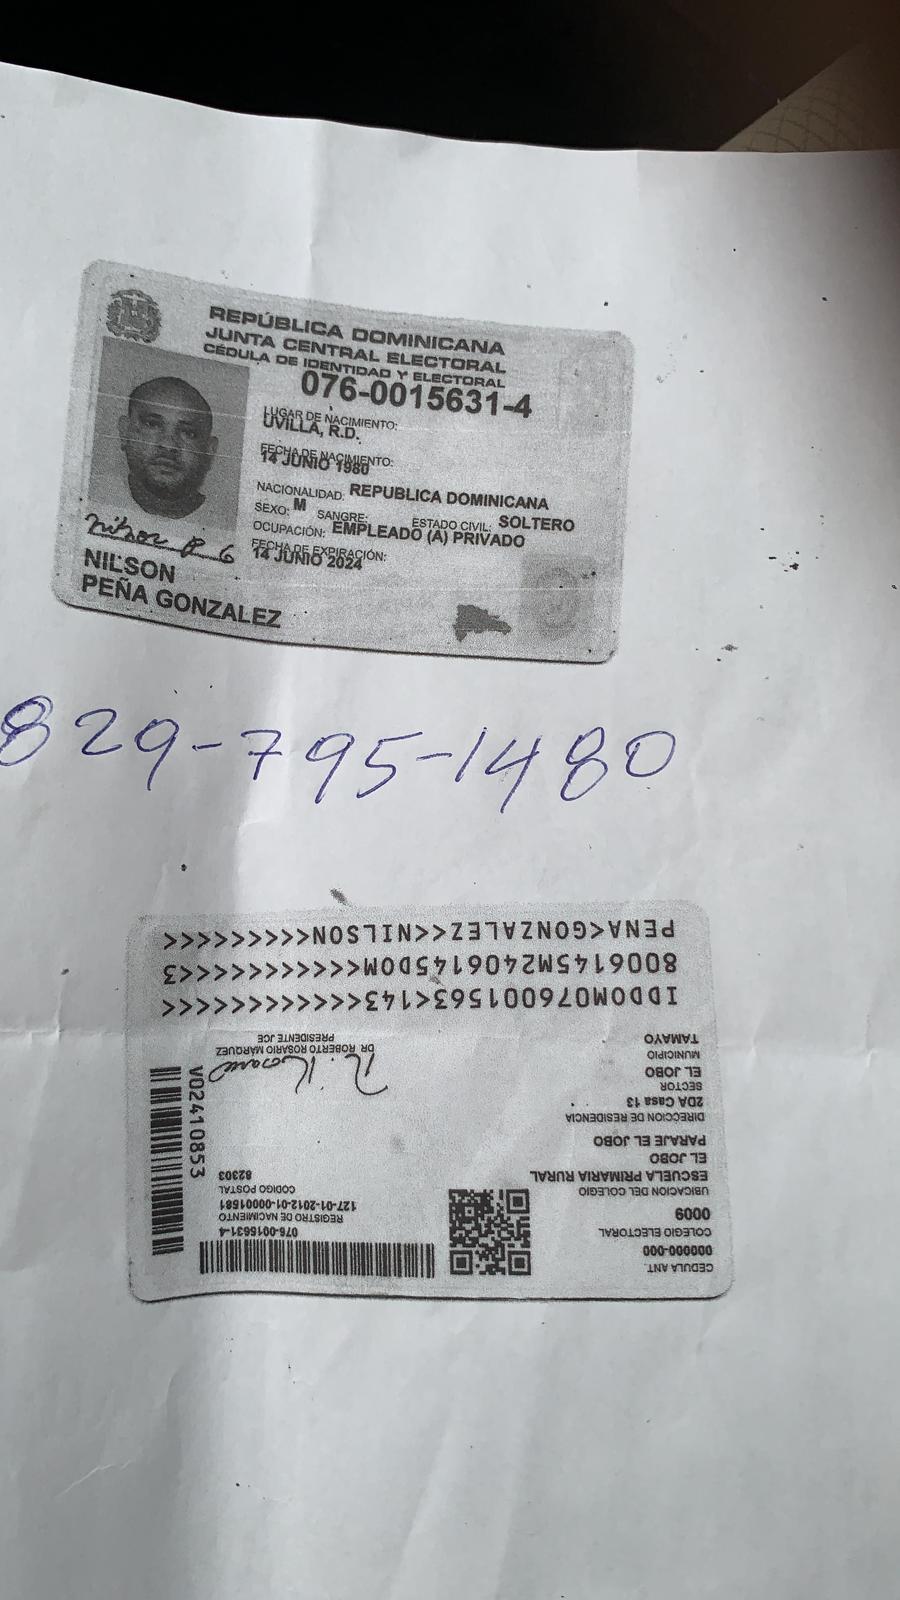 REPÚBLICA DOMINICANA
JUNTA CENTRAL ELECTORAL
CÉDULA DE IDENTIDAD Y ELECTORAL
076-0015631-4
LUGAR DE NACIMIENTO:
UVILLA, R.D.
FECHA DE NACIMIENTO:
14 JUNIO 1980
NACIONALIDAD: REPUBLICA DOMINICANA
SEXO: M SANGRE: ESTADO CIVIL: SOLTERO
OCUPACIÓN: EMPLEADO (A) PRIVADO
FECHA DE EXPIRACIÓN:
14 JUNIO 2024
Nilson P G
NILSON
PEÑA GONZALEZ
829-795-1480
CEDULA ANT.
000000-000
COLEGIO ELECTORAL
0009
UBICACION DEL COLEGIO
ESCUELA PRIMARIA RURAL
EL JOBO
PARAJE EL JOBO
DIRECCION DE RESIDENCIA
2DA Casa 13
SECTOR
EL JOBO
MUNICIPIO
TAMAYO
076-0015631-4
REGISTRO DE NACIMIENTO
127-01-2012-01-00001581
CODIGO POSTAL
82303
V02410853
DR. ROBERTO ROSARIO MARQUEZ
PRESIDENTE JCE
IDDOM076001563<143<<<<<<<<<<<<
8006145M2406145DOM<<<<<<<<<<<3
PENA<GONZALEZ<<NILSON<<<<<<<<<